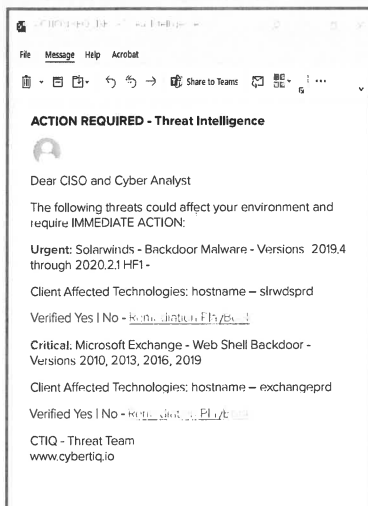 File Message Help Acrobat
Share to Teams
ACTION REQUIRED - Threat Intelligence
Dear CISO and Cyber Analyst
The following threats could affect your environment and
require IMMEDIATE ACTION:
Urgent: Solarwinds - Backdoor Malware - Versions 2019.4
through 2020.2.1 HF1 -
Client Affected Technologies: hostname – slrwdsprd
Verified Yes | No -
Critical: Microsoft Exchange - Web Shell Backdoor -
Versions 2010, 2013, 2016, 2019
Client Affected Technologies: hostname – exchangeprd
Verified Yes | No -
CTIQ - Threat Team
www.cybertiq.io